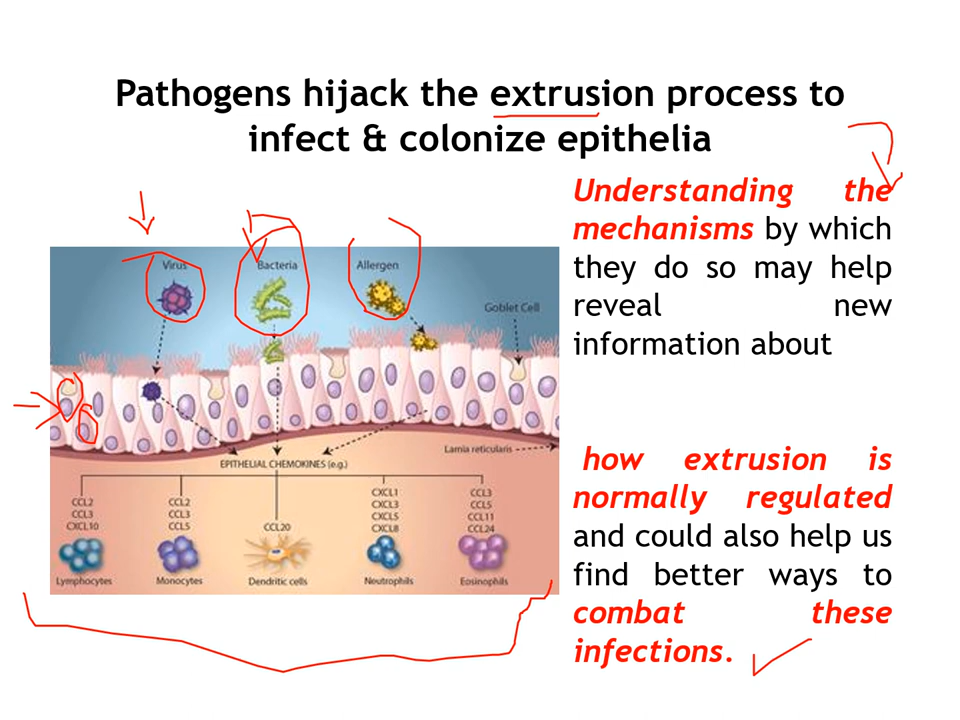 Pathogens hijack the extrusion process to
infect & colonize epithelia
Understanding the
mechanisms by which
they do so may help
reveal new
information about
how extrusion is
normally regulated
and could also help us
find better ways to
combat these
infections.
Virus
Bacteria
Allergen
Goblet Cell
Lamia reticularis
EPITHELIAL CHEMOKINES (e.g.)
CCL2
CCL3
CXCL10
Lymphocytes
CCL2
CCL3
CCL5
Monocytes
CCL20
Dendritic cells
CXCL1
CXCL3
CXCL5
CXCL8
Neutrophils
CCL3
CCL5
CCL11
CCL24
Eosinophils